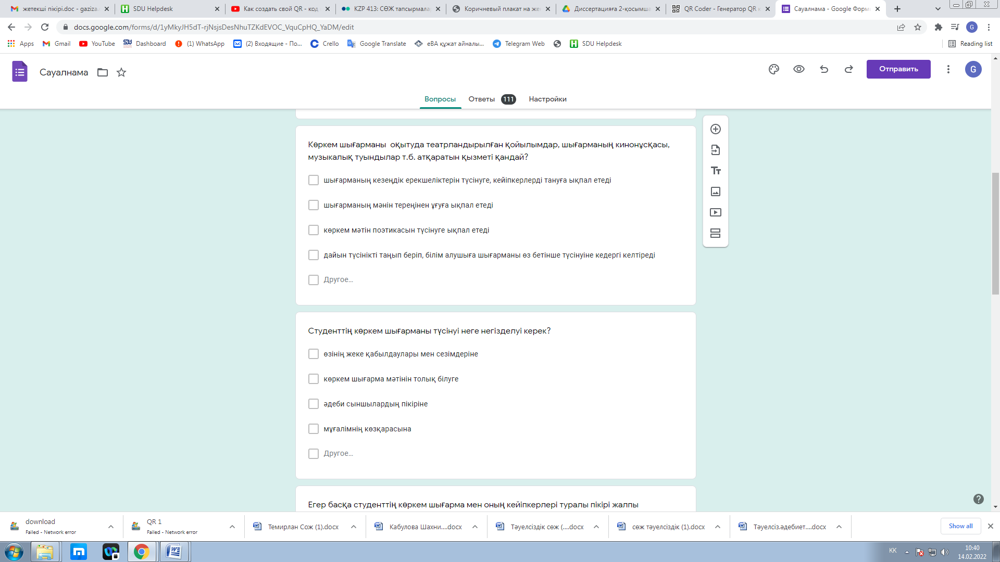 жетекші пікірі.doc - gaziza.
SDU Helpdesk
Как создать свой QR - код
KZP 413: СӨЖ тапсырмала
Коричневый плакат на же
Диссертацияға 2-қосымша
QR Coder - Генератор QR к
Сауалнама - Google Форм
docs.google.com/forms/d/1yMkyJH5dT-rjNsjsDesNhuTZKdEVOC_VquCpHQ_YaDM/edit
G
Apps
Gmail
YouTube
Dashboard
(1) WhatsApp
(2) Входящие - По...
Crello
Google Translate
еВА құжат айналы...
Telegram Web
SDU Helpdesk
Reading list
Сауалнама
Отправить
G
Вопросы
Ответы 111
Настройки
Көркем шығарманы оқытуда театрландырылған қойылымдар, шығарманың кинонұсқасы,
музыкалық туындылар т.б. атқаратын қызметі қандай?
шығарманың кезеңдік ерекшеліктерін түсінуге, кейіпкерлерді тануға ықпал етеді
шығарманың мәнін тереңінен ұғуға ықпал етеді
көркем мәтін поэтикасын түсінуге ықпал етеді
дайын түсінікті таңып беріп, білім алушыға шығарманы өз бетінше түсінуіне кедергі келтіреді
Другое...
Студенттің көркем шығарманы түсінуі неге негізделуі керек?
өзінің жеке қабылдаулары мен сезімдеріне
көркем шығарма мәтінін толық білуге
әдеби сыншылардың пікіріне
мұғалімнің көзқарасына
Другое...
Егер басқа студенттің көркем шығарма мен оның кейіпкерлері туралы пікірі жалпы
download
Failed - Network error
QR 1
Failed - Network error
Темирлан Сож (1).docx
Кабулова Шахни....docx
Тәуелсіздік сөж (....docx
сөж тәуелсіздік (1).docx
Тәуелсіз.әдебиет....docx
Show all
KK
10:40
14.02.2022